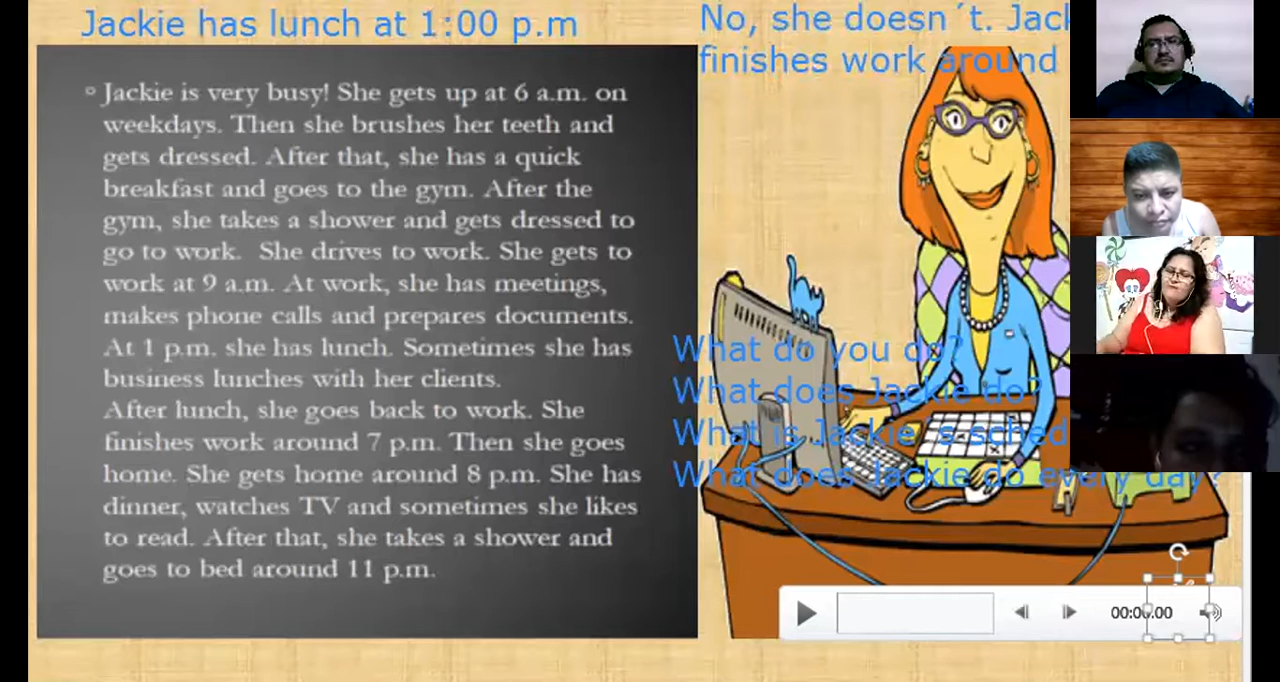 Jackie has lunch at 1:00 p.m
No, she doesn´t. Jack
finishes work around
Jackie is very busy! She gets up at 6 a.m. on
weekdays. Then she brushes her teeth and
gets dressed. After that, she has a quick
breakfast and goes to the gym. After the
gym, she takes a shower and gets dressed to
go to work. She drives to work. She gets to
work at 9 a.m. At work, she has meetings,
makes phone calls and prepares documents.
At 1 p.m. she has lunch. Sometimes she has
business lunches with her clients.
After lunch, she goes back to work. She
finishes work around 7 p.m. Then she goes
home. She gets home around 8 p.m. She has
dinner, watches TV and sometimes she likes
to read. After that, she takes a shower and
goes to bed around 11 p.m.
What do you do?
What does Jackie do?
What is Jackie´s sched
What does Jackie do every day?
00:00.00